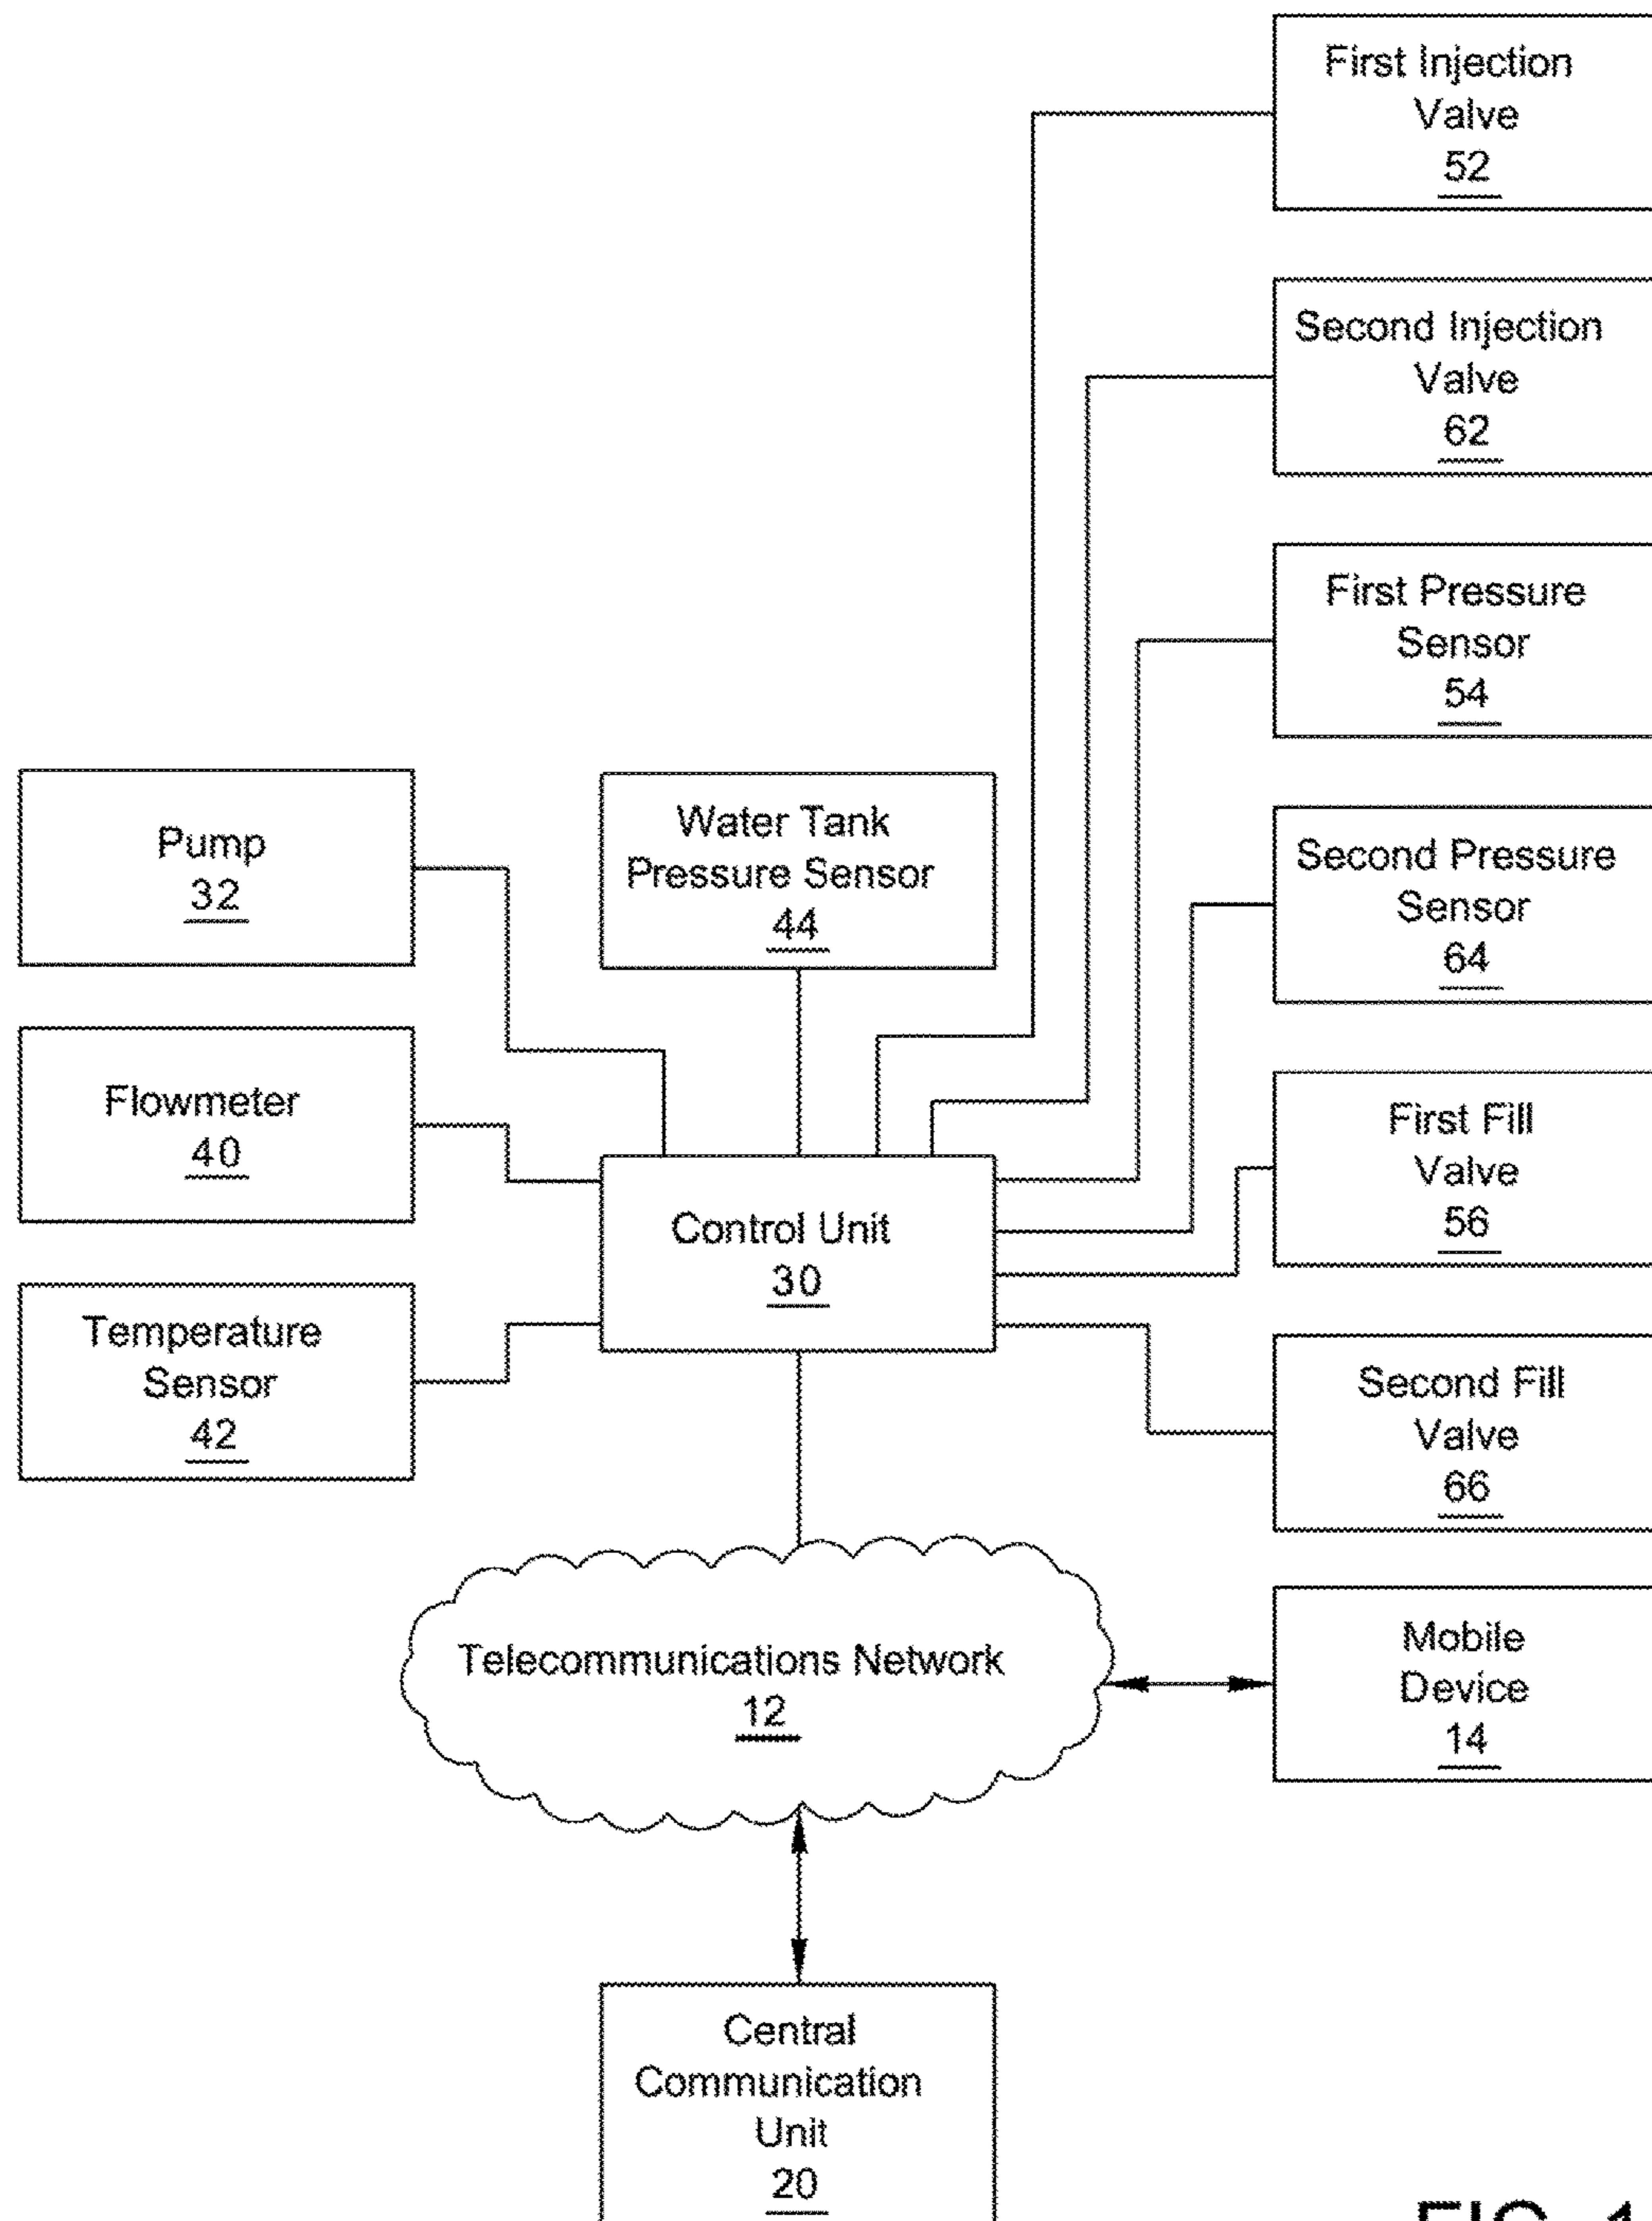 First Injection
Valve
52
Second Injection
Valve
62
First Pressure
Sensor
54
Second Pressure
Sensor
64
First Fill
Valve
56
Second Fill
Valve
66
Pump
32
Water Tank
Pressure Sensor
44
Flowmeter
40
Control Unit
30
Temperature
Sensor
42
Telecommunications Network
12
Mobile
Device
14
Central
Communication
Unit
20
FIG. 1